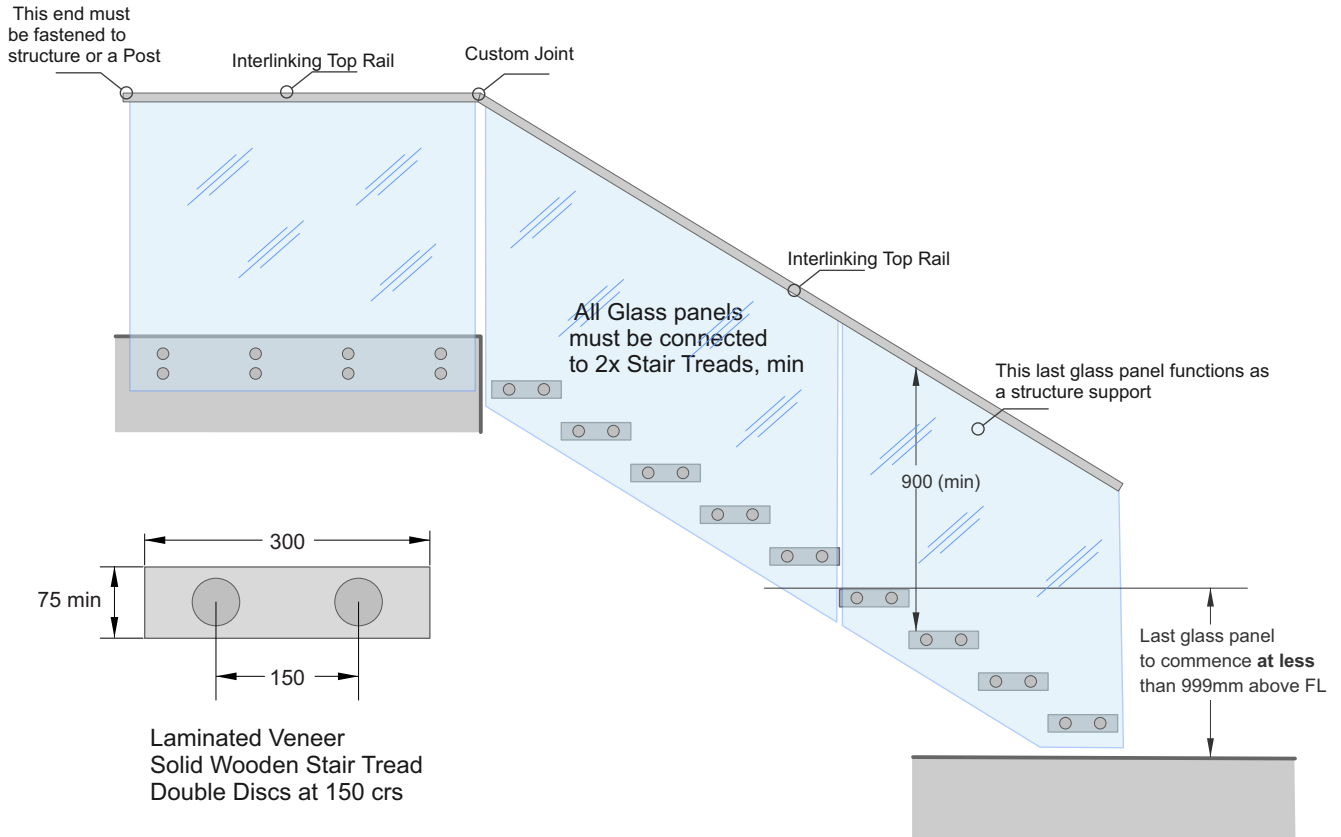 This end must
be fastened to
structure or a Post
Interlinking Top Rail
Custom Joint
Interlinking Top Rail
All Glass panels
must be connected
to 2x Stair Treads, min
This last glass panel functions as
a structure support
900 (min)
300
75 min
150
Last glass panel
to commence at less
than 999mm above FL
Laminated Veneer
Solid Wooden Stair Tread
Double Discs at 150 crs